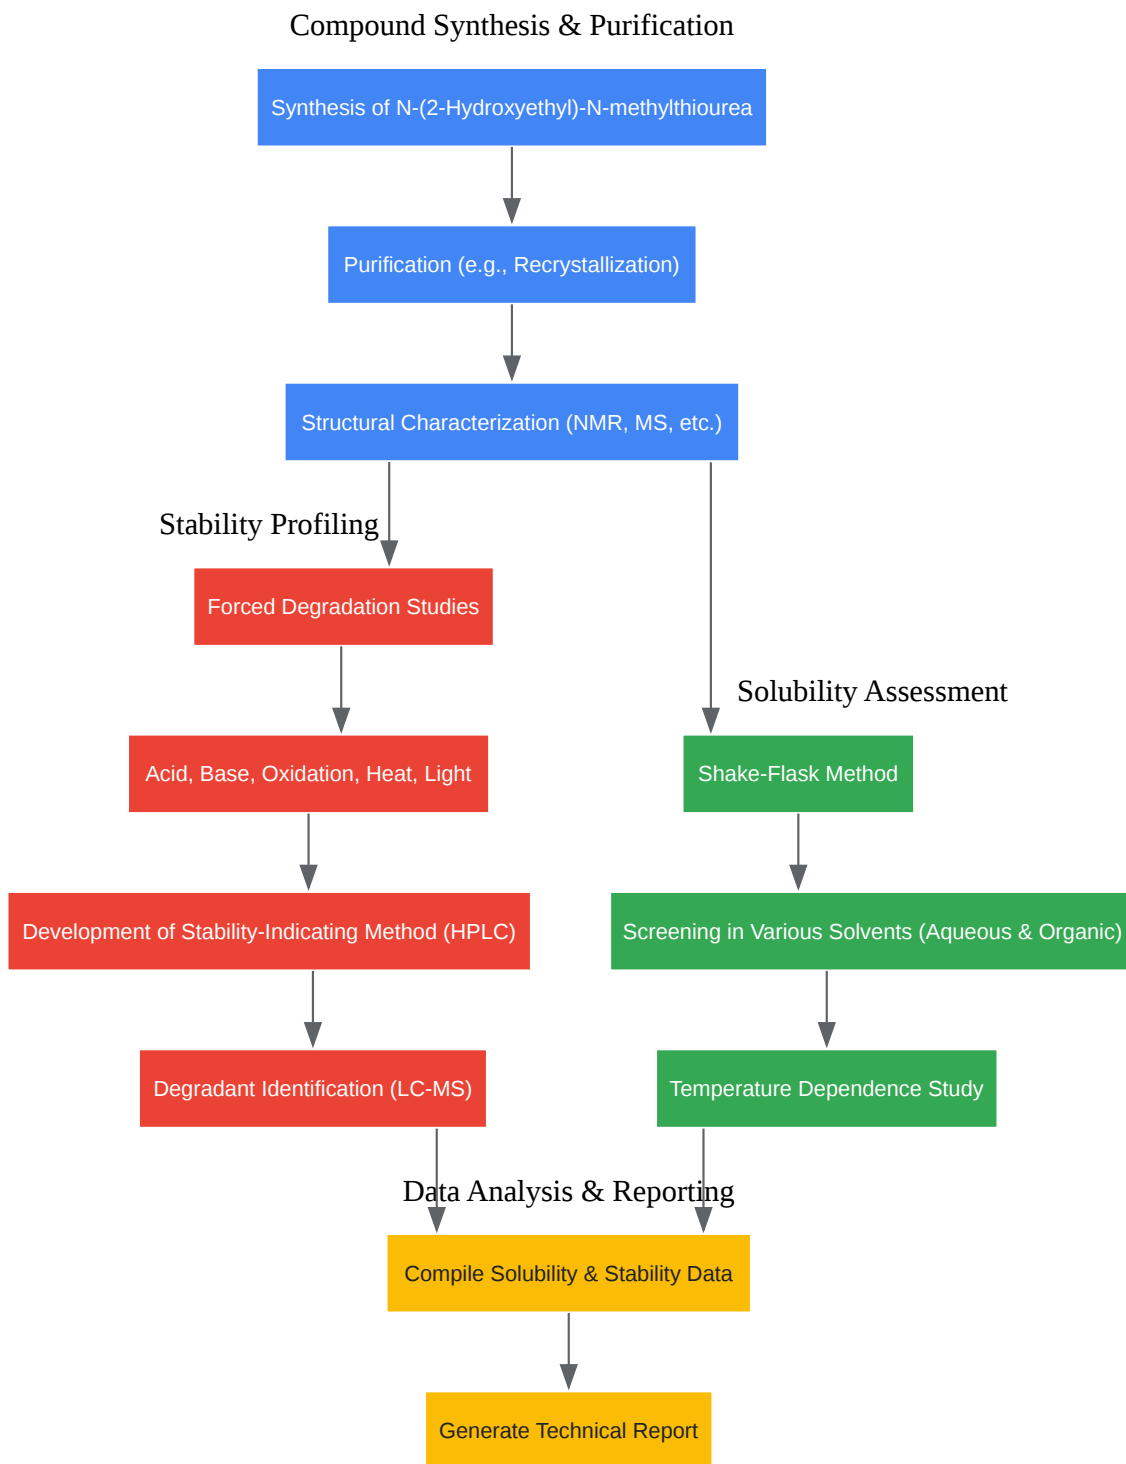 Compound Synthesis & Purification
Synthesis of N-(2-Hydroxyethyl)-N-methylthiourea
Purification (e.g., Recrystallization)
Structural Characterization (NMR, MS, etc.)
Stability Profiling
Forced Degradation Studies
Solubility Assessment
Acid, Base, Oxidation, Heat, Light
Shake-Flask Method
Development of Stability-Indicating Method (HPLC)
Screening in Various Solvents (Aqueous & Organic)
Degradant Identification (LC-MS)
Temperature Dependence Study
Data Analysis & Reporting
Compile Solubility & Stability Data
Generate Technical Report